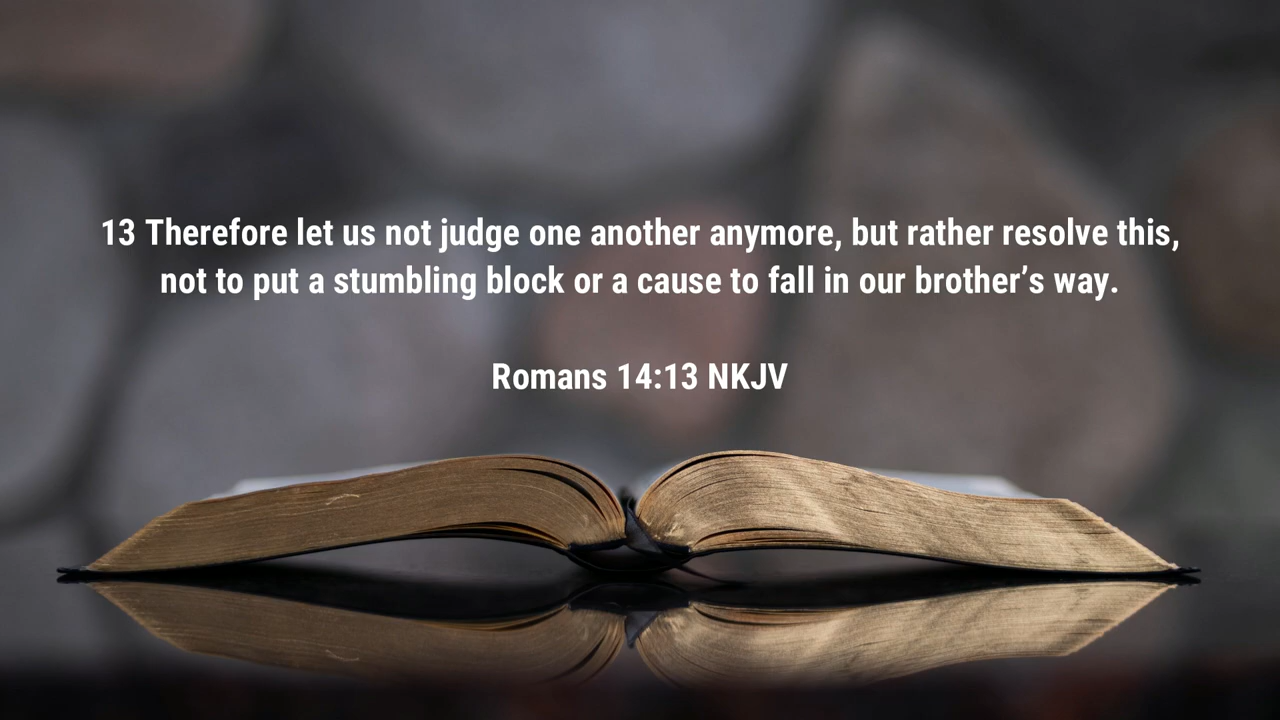 13 Therefore let us not judge one another anymore, but rather resolve this,
not to put a stumbling block or a cause to fall in our brother’s way.
Romans 14:13 NKJV